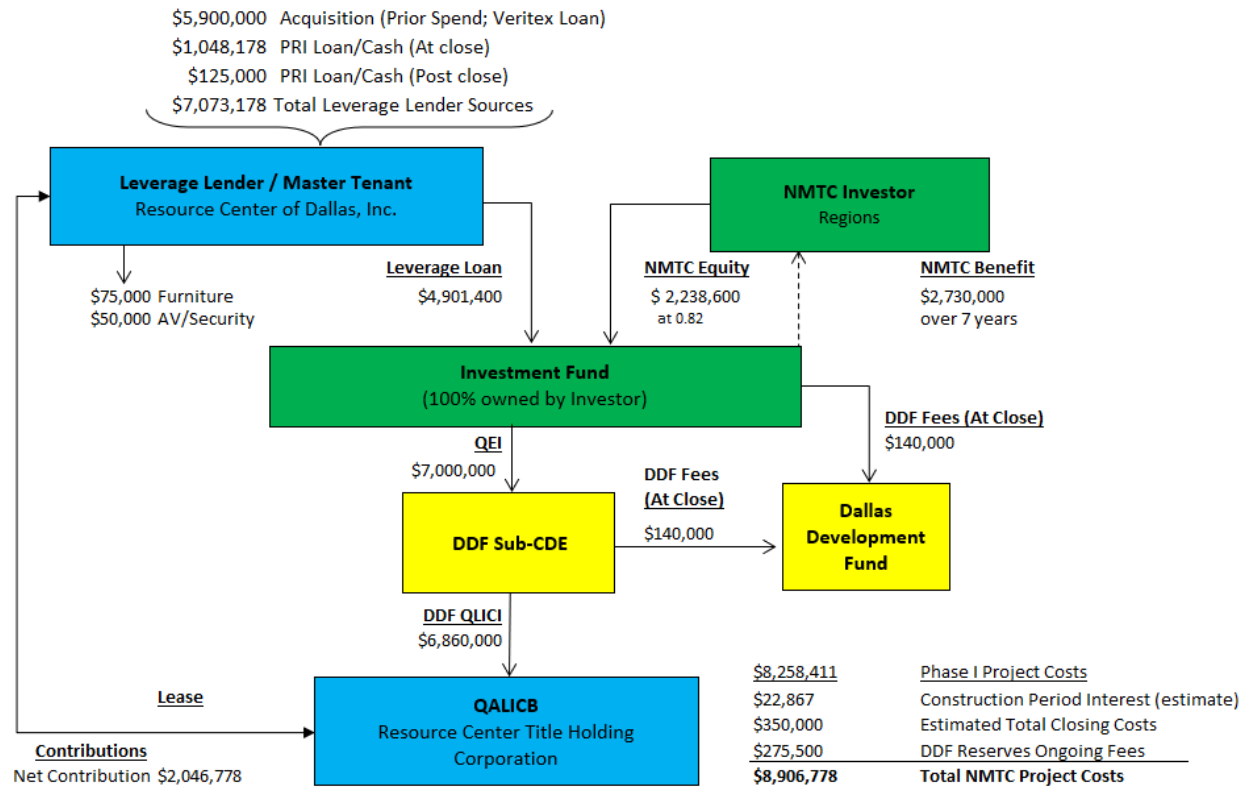 $5,900,000 Acquisition (Prior Spend; Veritex Loan)
$1,048,178 PRI Loan/Cash (At close)
$125,000 PRI Loan/Cash (Post close)
$7,073,178 Total Leverage Lender Sources
Leverage Lender / Master Tenant
Resource Center of Dallas, Inc.
NMTC Investor
Regions
$75,000 Furniture
$50,000 AV/Security
Leverage Loan
$4,901,400
NMTC Equity
$ 2,238,600
at 0.82
NMTC Benefit
$2,730,000
over 7 years
Investment Fund
(100% owned by Investor)
DDF Fees (At Close)
$140,000
QEI
$7,000,000
DDF Sub-CDE
DDF Fees
(At Close)
$140,000
Dallas
Development
Fund
DDF QLICI
$6,860,000
Lease
QALICB
Resource Center Title Holding
Corporation
Contributions
Net Contribution $2,046,778
$8,258,411 Phase I Project Costs
$22,867 Construction Period Interest (estimate)
$350,000 Estimated Total Closing Costs
$275,500 DDF Reserves Ongoing Fees
$8,906,778 Total NMTC Project Costs